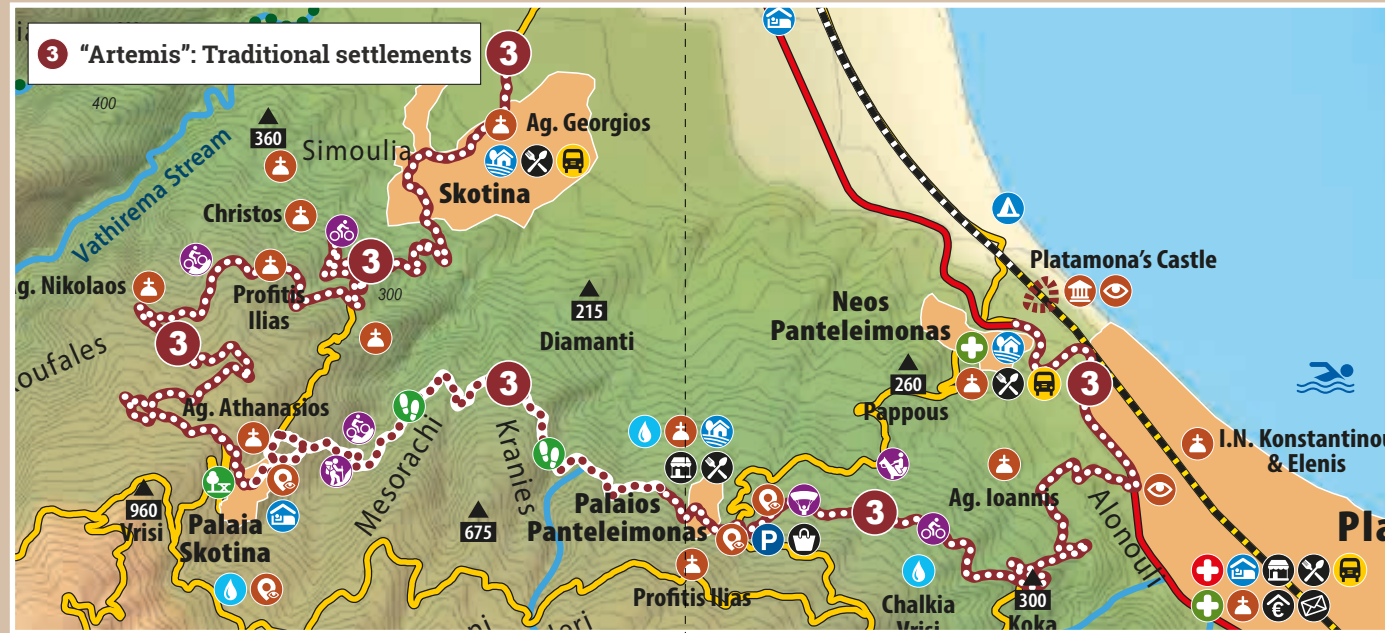 3 "Artemis": Traditional settlements
3
400
360
Simoulia
Ag. Georgios
Skotina
Vathirema Stream
Christos
3
Nikolaos
Profitis
Ilias
300
3
215
Diamanti
Platamona's Castle
Neos
Panteleimonas
260
Pappous
3
3
Ag. Athanasios
Mesorachi
Kranies
I.N.
& Elenis
Ag. Ioannis
Alonouli
960
Vrisi
Palaia
Skotina
675
Palaios
Panteleimonas
3
P
Profitis Ilias
Chalkia
300
Koka
€